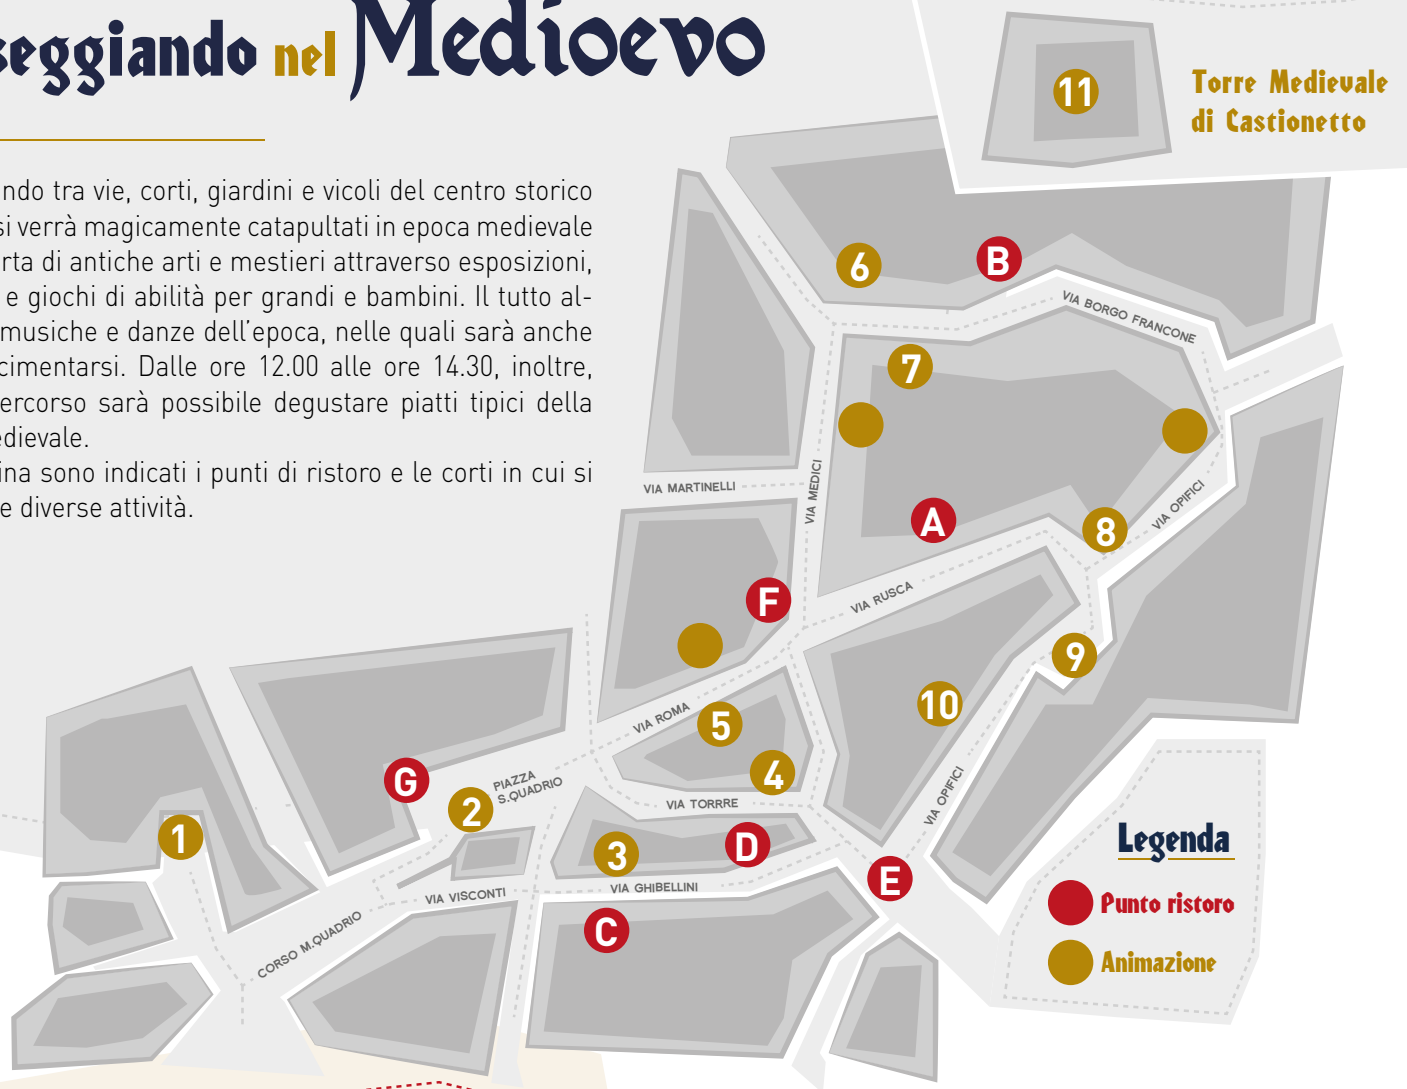 seggiando nel Medioevo
ndo tra vie, corti, giardini e vicoli del centro storico
si verrà magicamente catapultati in epoca medievale
rta di antiche arti e mestieri attraverso esposizioni,
e giochi di abilità per grandi e bambini. Il tutto al-
musiche e danze dell'epoca, nelle quali sarà anche
cimentarsi. Dalle ore 12.00 alle ore 14.30, inoltre,
ercorso sarà possibile degustare piatti tipici della
edievale.
ina sono indicati i punti di ristoro e le corti in cui si
e diverse attività.
11
Torre Medievale
di Castionetto
6
B
VIA BORGO FRANCONE
7
VIA MARTINELLI
VIA MEDICI
A
8
VIA OPIFICI
F
VIA RUSCA
9
10
VIA ROMA
5
4
G
PIAZZA
S.QUADRIO
2
VIA TORRRE
VIA OPIFICI
1
3
D
E
VIA VISCONTI
VIA GHIBELLINI
C
CORSO M.QUADRIO
Legenda
Punto ristoro
Animazione